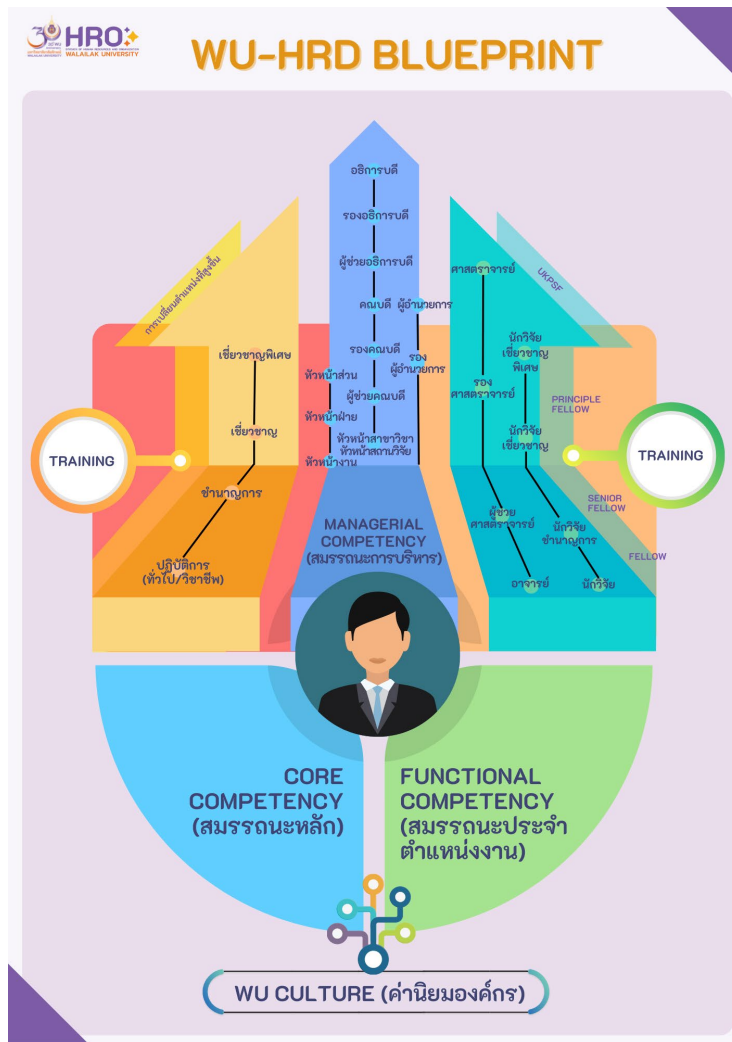 HRO
WALAILAK UNIVERSITY
WU-HRD BLUEPRINT
อธิการบดี
รองอธิการบดี
ผู้ช่วยอธิการบดี
คณบดี
ผู้อำนวยการ
รองคณบดี
รอง
ผู้อำนวยการ
ผู้ช่วยคณบดี
หัวหน้าสาขาวิชา
หัวหน้าสถานวิจัย
หัวหน้าส่วน
หัวหน้าฝ่าย
หัวหน้างาน
การเปลี่ยนตำแหน่งที่สูงขึ้น
เชี่ยวชาญพิเศษ
เชี่ยวชาญ
ชำนาญการ
ปฏิบัติการ
(ทั่วไป/วิชาชีพ)
TRAINING
ศาสตราจารย์
รอง
ศาสตราจารย์
ผู้ช่วย
ศาสตราจารย์
อาจารย์
นักวิจัย
เชี่ยวชาญ
พิเศษ
นักวิจัย
เชี่ยวชาญ
นักวิจัย
ชำนาญการ
นักวิจัย
UKPSF
PRINCIPLE
FELLOW
SENIOR
FELLOW
FELLOW
TRAINING
MANAGERIAL
COMPETENCY
(สมรรถนะการบริหาร)
CORE
COMPETENCY
(สมรรถนะหลัก)
FUNCTIONAL
COMPETENCY
(สมรรถนะประจำ
ตำแหน่งงาน)
WU CULTURE (ค่านิยมองค์กร)